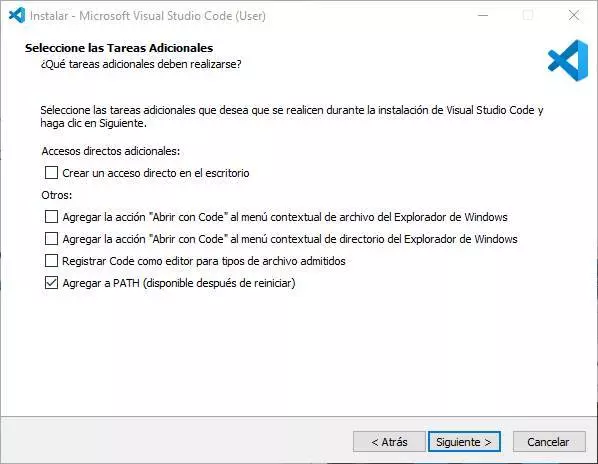 Instalar - Microsoft Visual Studio Code (User)
Seleccione las Tareas Adicionales
¿Qué tareas adicionales deben realizarse?
Seleccione las tareas adicionales que desea que se realicen durante la instalación de Visual Studio Code y
haga clic en Siguiente.
Accesos directos adicionales:
Crear un acceso directo en el escritorio
Otros:
Agregar la acción "Abrir con Code" al menú contextual de archivo del Explorador de Windows
Agregar la acción "Abrir con Code" al menú contextual de directorio del Explorador de Windows
Registrar Code como editor para tipos de archivo admitidos
Agregar a PATH (disponible después de reiniciar)
< Atrás Siguiente > Cancelar